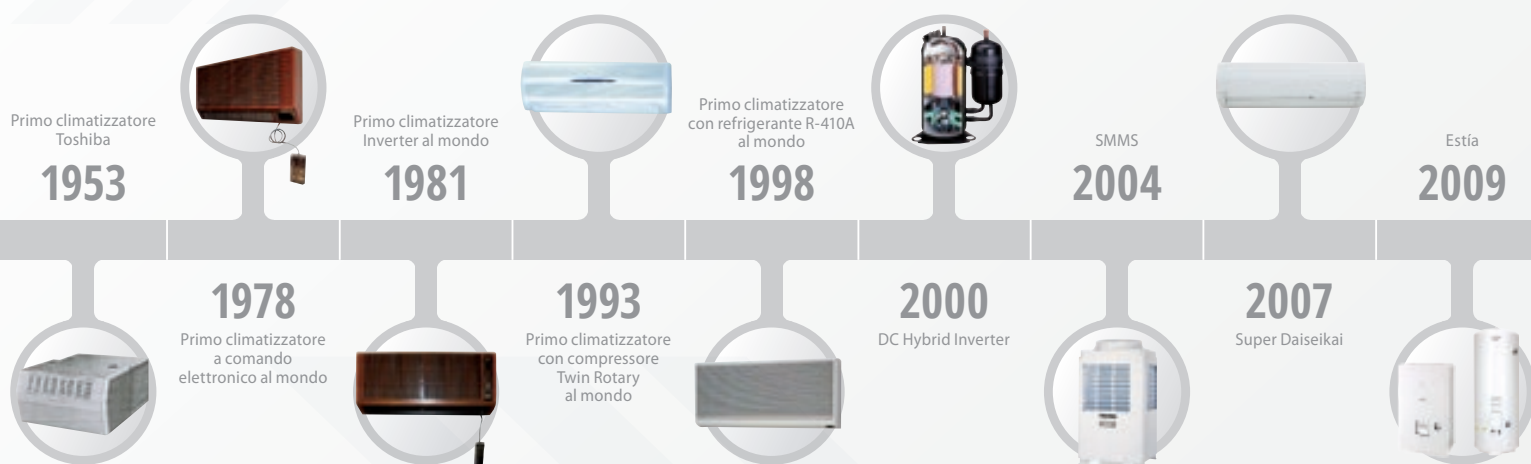 Primo climatizzatore
Toshiba
1953
1978
Primo climatizzatore
a comando
elettronico al mondo
Primo climatizzatore
Inverter al mondo
1981
1993
Primo climatizzatore
con compressore
Twin Rotary
al mondo
Primo climatizzatore
con refrigerante R-410A
al mondo
1998
2000
DC Hybrid Inverter
SMMS
2004
2007
Super Daiseikai
Estía
2009